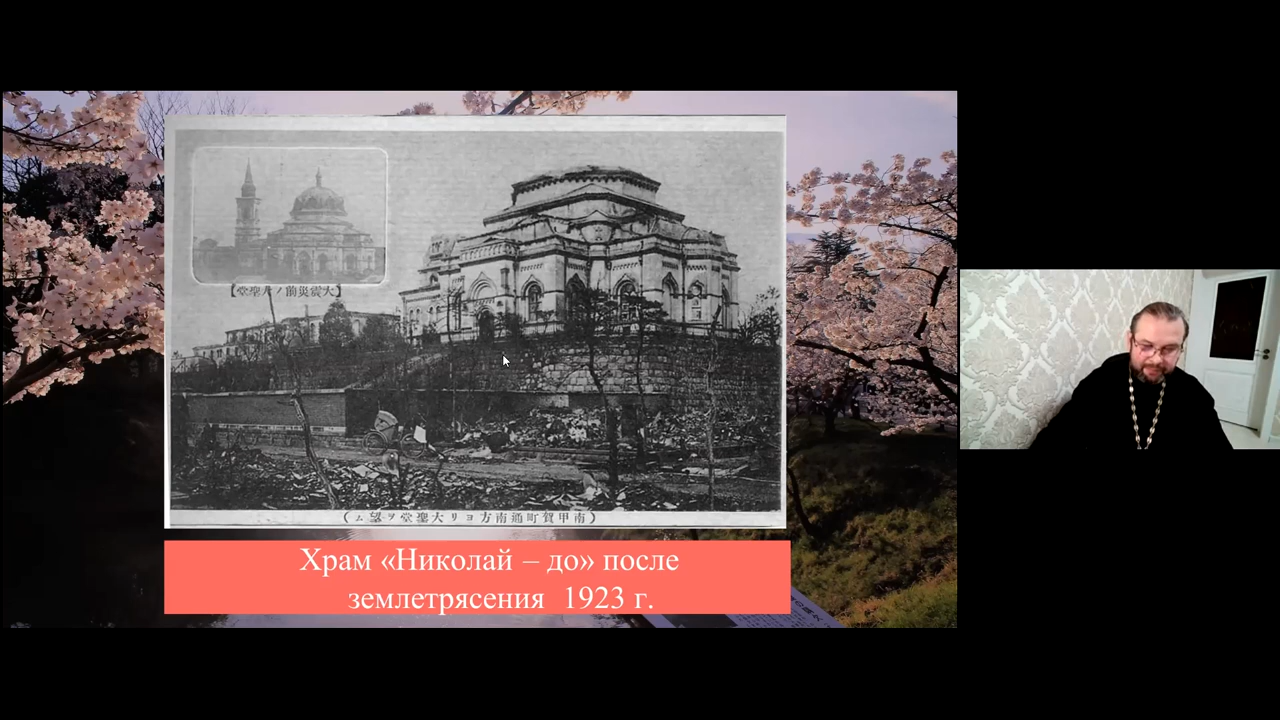 【大震災前ノ大聖堂】
(南甲賀町通南方ヨリ大聖堂ヲ望ム)
Храм «Николай – до» после
землетрясения 1923 г.